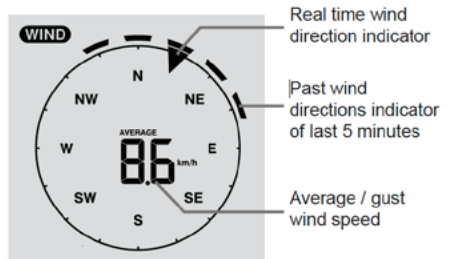 Real time wind
direction indicator
WIND
N
NW
NE
Past wind
directions indicator
of last 5 minutes
AVERAGE
W
8.6 km/h
E
SW
SE
Average / gust
wind speed
S